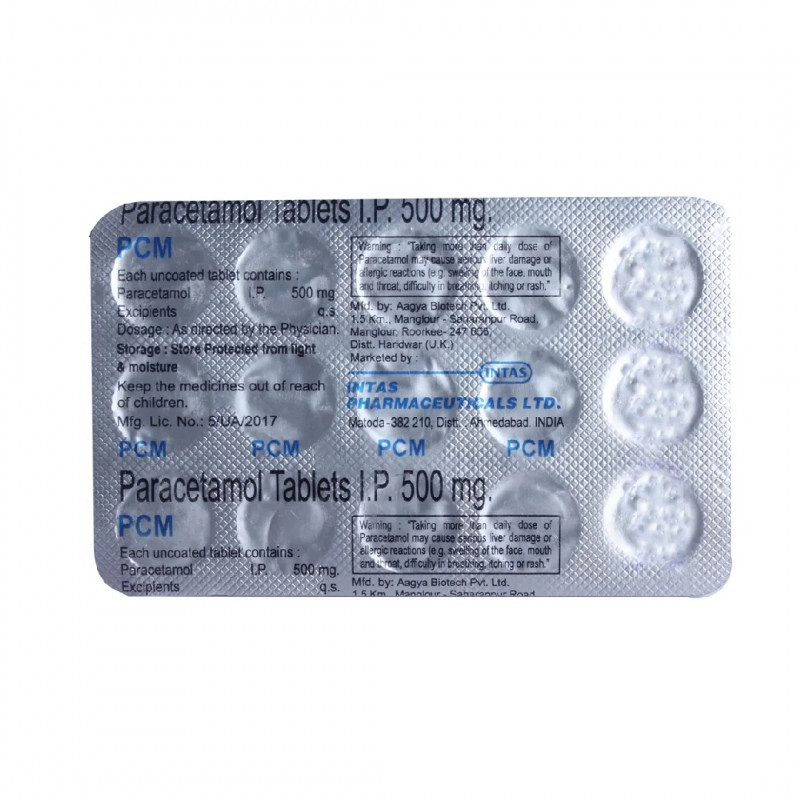 Paracetamol Tablets I.P. 500 mg.
PCM
Each uncoated tablet contains :
Paracetamol I.P. 500 mg
Excipients q.s.
Dosage : As directed by the Physician.
Storage : Store Protected from light
& moisture
Keep the medicines out of reach
of children.
Mfg. Lic. No.: 5/UA/2017
Warning : "Taking more than daily dose of
Paracetamol may cause serious liver damage or
allergic reactions (e.g. swelling of the face, mouth
and throat, difficulty in breathing, itching or rash."
Mfd. by: Aagya Biotech Pvt. Ltd.
1.5 Km., Manglour - Saharanpur Road,
Manglour, Roorkee- 247 656,
Distt. Haridwar (U.K.)
Marketed by :
INTAS
INTAS
PHARMACEUTICALS LTD.
Matoda -382 210, Distt. : Ahmedabad, INDIA
PCM PCM PCM PCM
Paracetamol Tablets I.P. 500 mg.
PCM
Each uncoated tablet contains :
Paracetamol I.P. 500 mg.
Excipients q.s.
Warning : "Taking more than daily dose of
Paracetamol may cause serious liver damage or
allergic reactions (e.g. swelling of the face, mouth
and throat, difficulty in breathing, itching or rash."
Mfd. by: Aagya Biotech Pvt. Ltd.
1.5 Km., Manglour - Saharanpur Road,